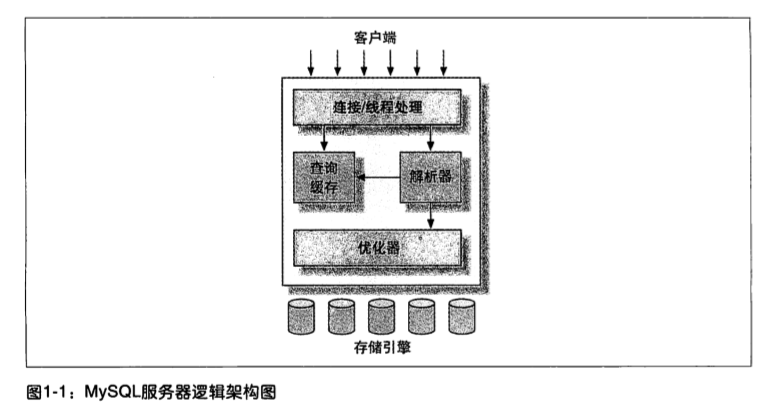 客户端
连接/线程处理
查询
缓存
解析器
优化器
存储引擎
图1-1：MySQL服务器逻辑架构图